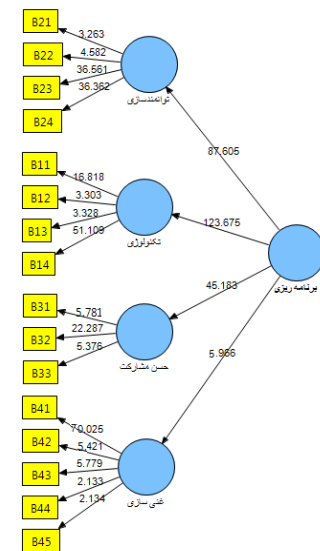 B21
3.263
B22
4.582
B23
36.561
36.362
B24
توانمندسازی
87.605
B11
16.818
B12
3.303
B13
3.328
51.109
B14
تکنولوژی
123.675
برنامه ریزی
45.183
B31
5.781
B32
22.287
B33
5.376
حسن مشارکت
5.966
B41
70.025
B42
5.421
B43
5.779
B44
2.133
2.134
B45
غنی سازی